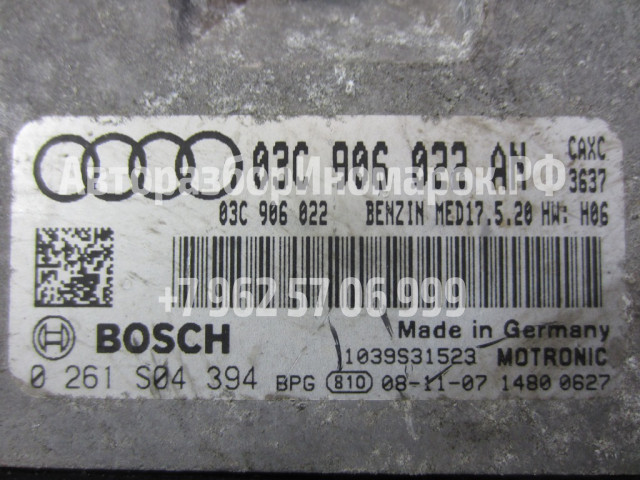 03C 906 022 AH CAXC
Авторазбор Иномарок.РФ
3637
03C 906 022 BENZIN MED17.5.20 HW: H06
+7 962 57 06 999
BOSCH Made in Germany
1039S31523 MOTRONIC
0 261 S04 394 BPG 810 08-11-07 1480 0627